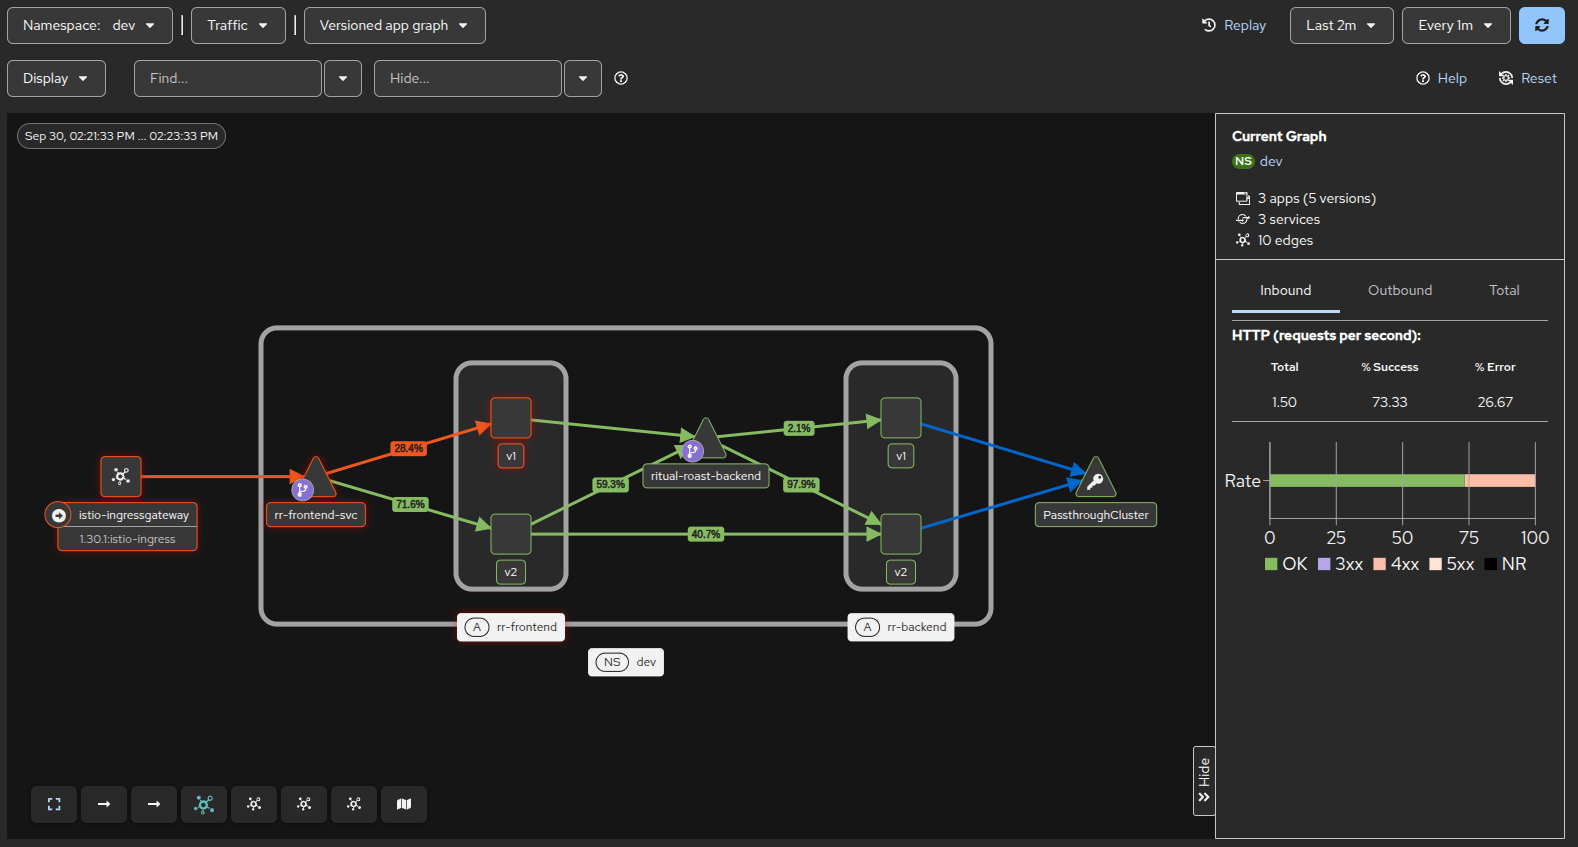 Namespace: dev
Traffic
Versioned app graph
Replay
Last 2m
Every 1m
Display
Find...
Hide...
Help
Reset
Sep 30, 02:21:33 PM ... 02:23:33 PM
Current Graph
NS dev
3 apps (5 versions)
3 services
10 edges
Inbound Outbound Total
HTTP (requests per second):
Total % Success % Error
1.50 73.33 26.67
Rate
0 25 50 75 100
OK 3xx 4xx 5xx NR
28.4%
v1
2.1%
v1
istio-ingressgateway
1.30.1:istio-ingress
rr-frontend-svc
71.6%
59.3%
ritual-roast-backend
97.9%
PassthroughCluster
40.7%
v2
v2
A rr-frontend
A rr-backend
NS dev
Hide